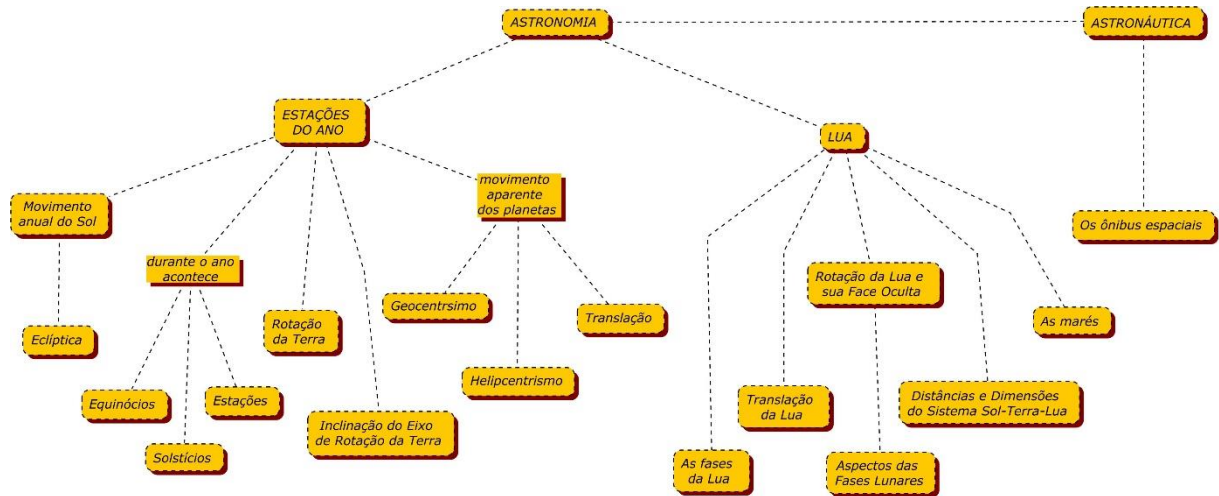 ASTRONOMIA
ASTRONÁUTICA
ESTAÇÕES
DO ANO
LUA
Movimento
anual do Sol
movimento
aparente
dos planetas
Os ônibus espaciais
durante o ano
acontece
Rotação da Lua e
sua Face Oculta
Geocentrsimo
Translação
As marés
Eclíptica
Rotação
da Terra
Helipcentrismo
Equinócios
Estações
Translação
da Lua
Distâncias e Dimensões
do Sistema Sol-Terra-Lua
Inclinação do Eixo
de Rotação da Terra
Solstícios
As fases
da Lua
Aspectos das
Fases Lunares